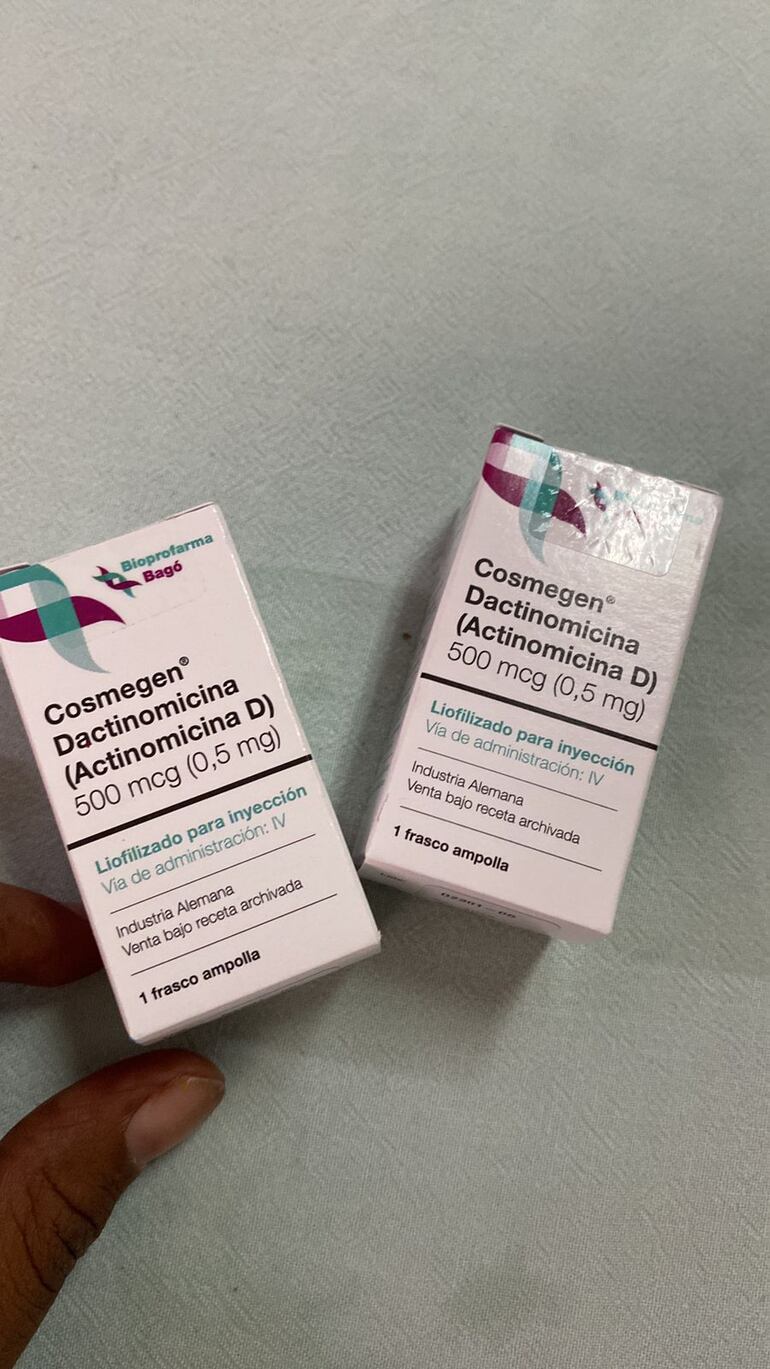 Bioprofarma
Bagó
Cosmegen®
Dactinomicina
(Actinomicina D)
500 mcg (0,5 mg)
Liofilizado para inyección
Vía de administración: IV
Industria Alemana
Venta bajo receta archivada
1 frasco ampolla
Cosmegen®
Dactinomicina
(Actinomicina D)
500 mcg (0,5 mg)
Liofilizado para inyección
Vía de administración: IV
Industria Alemana
Venta bajo receta archivada
1 frasco ampolla